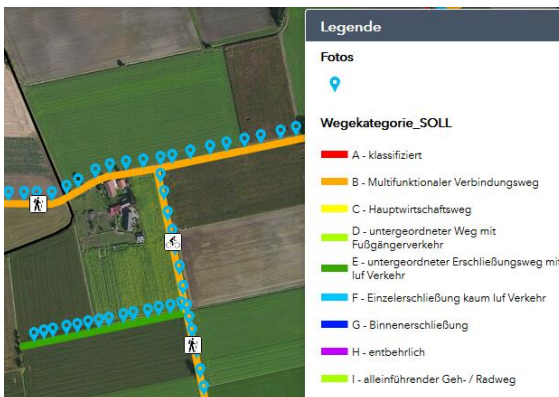 Legende
Fotos
Wegekategorie_SOLL
A - klassifiziert
B - Multifunktionaler Verbindungsweg
C - Hauptwirtschaftsweg
D - untergeordneter Weg mit
Fußgängerverkehr
E - untergeordneter Erschließungsweg mit
luf Verkehr
F - Einzelerschließung kaum luf Verkehr
G - Binnenerschließung
H - entbehrlich
I - alleinführender Geh- / Radweg